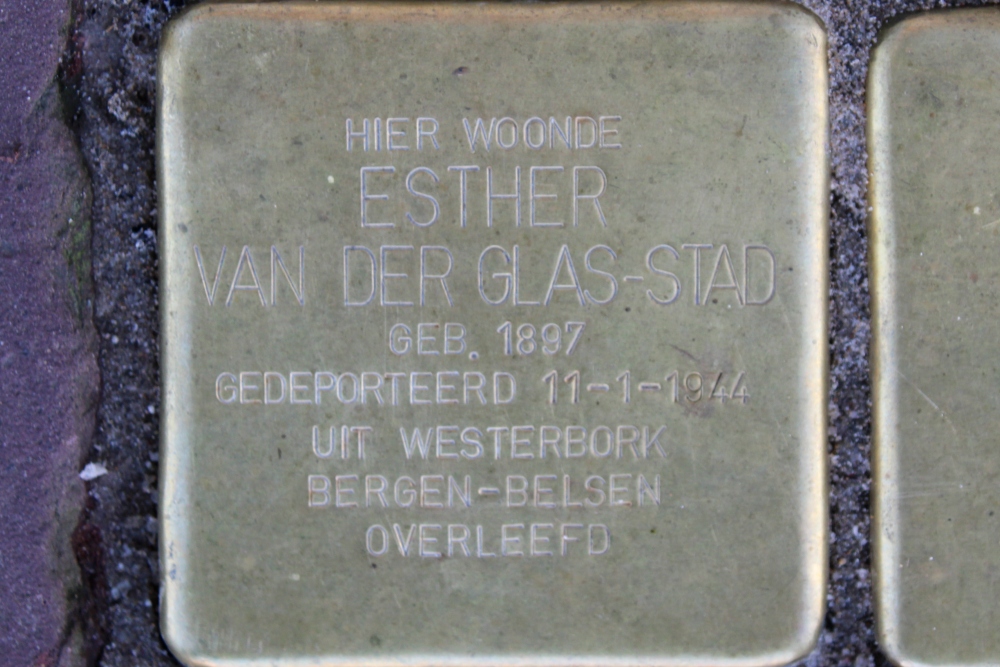 HIER WOONDE
ESTHER
VAN DER GLAS-STAD
GEB. 1897
GEDEPORTEERD 11-1-1944
UIT WESTERBORK
BERGEN-BELSEN
OVERLEEFD